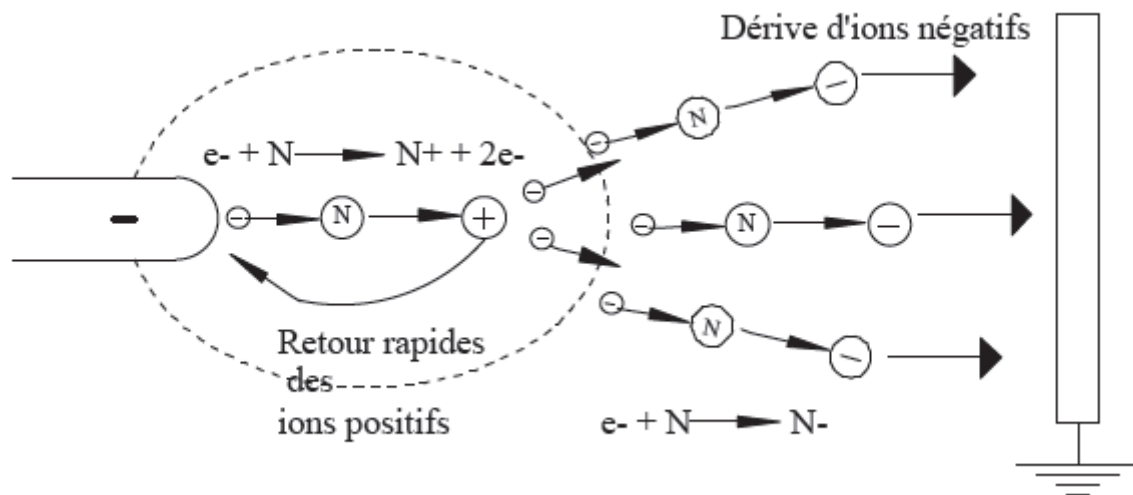 Dérive d'ions négatifs
N
−
e- + N → N+ + 2e-
−
−
− N +
− N −
−
− N −
Retour rapides
des
ions positifs
e- + N → N-